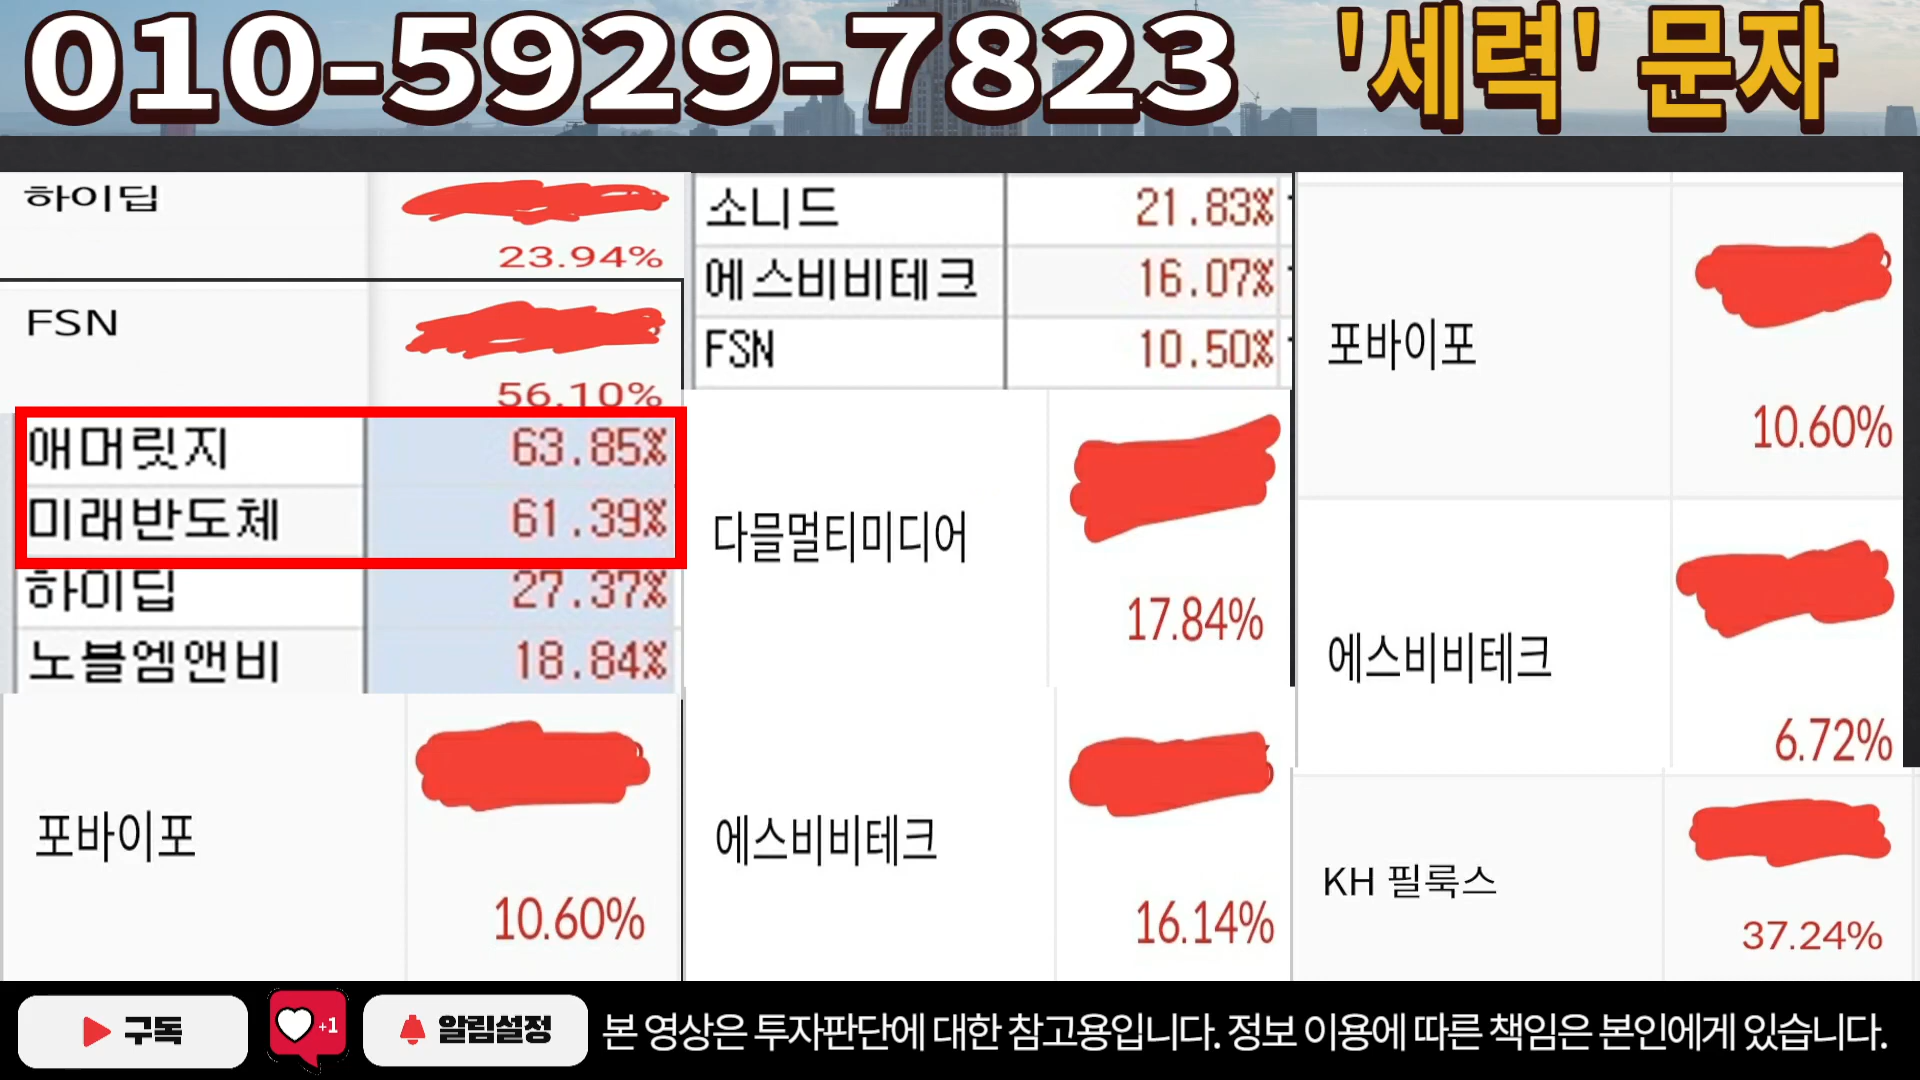 010-5929-7823 '세력' 문자
하이딥
23.94%
FSN
56.10%
애머릿지
63.85%
미래반도체
61.39%
하이딥
27.37%
노블엠앤비
18.84%
포바이포
10.60%
소니드
21.83%
에스비비테크
16.07%
FSN
10.50%
다믈멀티미디어
17.84%
에스비비테크
16.14%
포바이포
10.60%
에스비비테크
6.72%
KH 필룩스
37.24%
구독
+1
알림설정
본 영상은 투자판단에 대한 참고용입니다. 정보 이용에 따른 책임은 본인에게 있습니다.